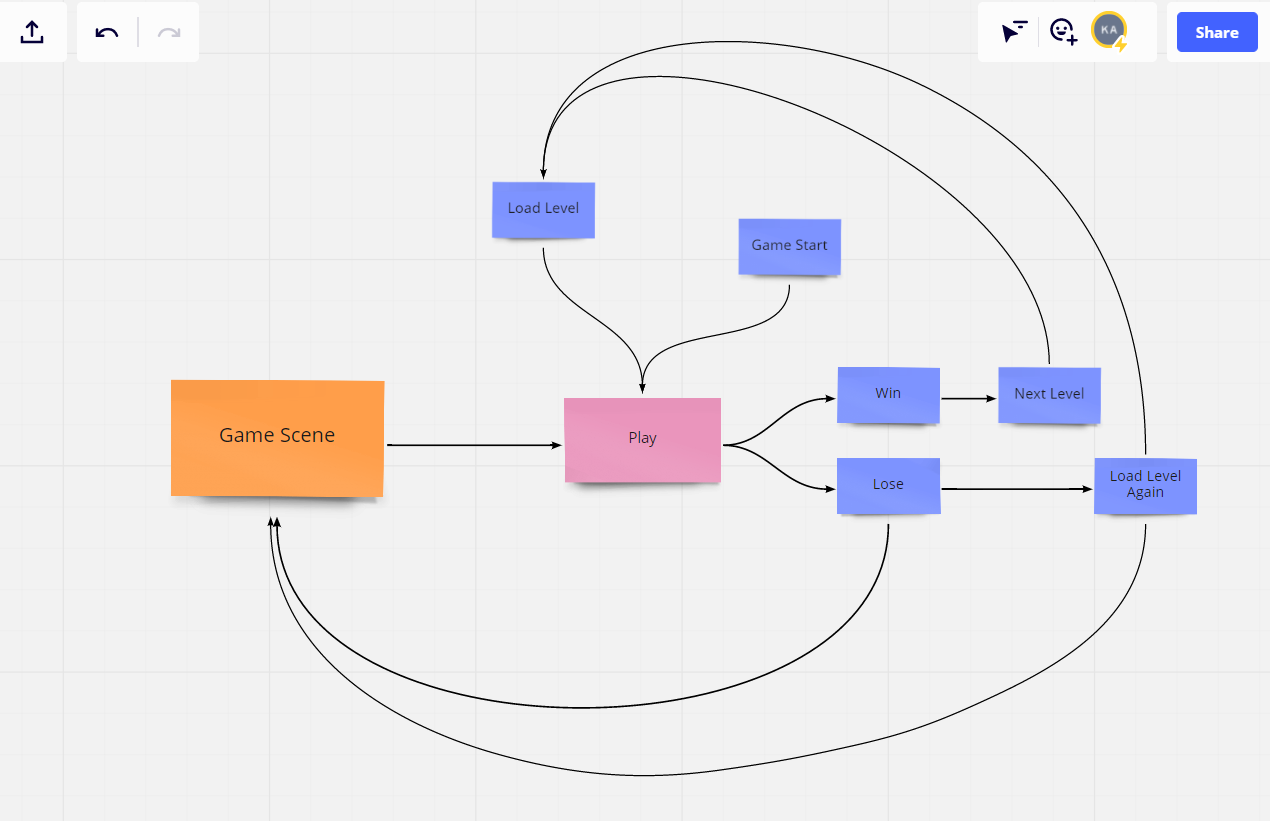 KA
Share
Load Level
Game Start
Game Scene
Play
Win
Next Level
Lose
Load Level
Again